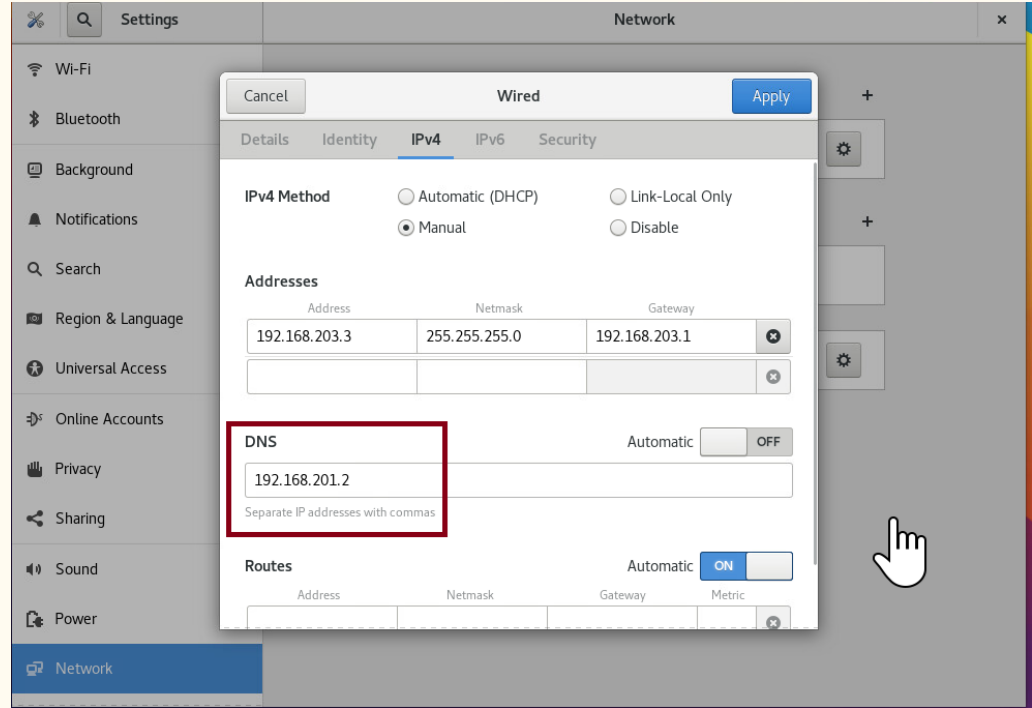 Settings
Network
Wi-Fi
Bluetooth
Background
Notifications
Search
Region & Language
Universal Access
Online Accounts
Privacy
Sharing
Sound
Power
Network
Cancel
Wired
Apply
Details Identity IPv4 IPv6 Security
IPv4 Method
Automatic (DHCP)
Link-Local Only
Manual
Disable
Addresses
Address Netmask Gateway
192.168.203.3 255.255.255.0 192.168.203.1
DNS
Automatic OFF
192.168.201.2
Separate IP addresses with commas
Routes
Automatic ON
Address Netmask Gateway Metric